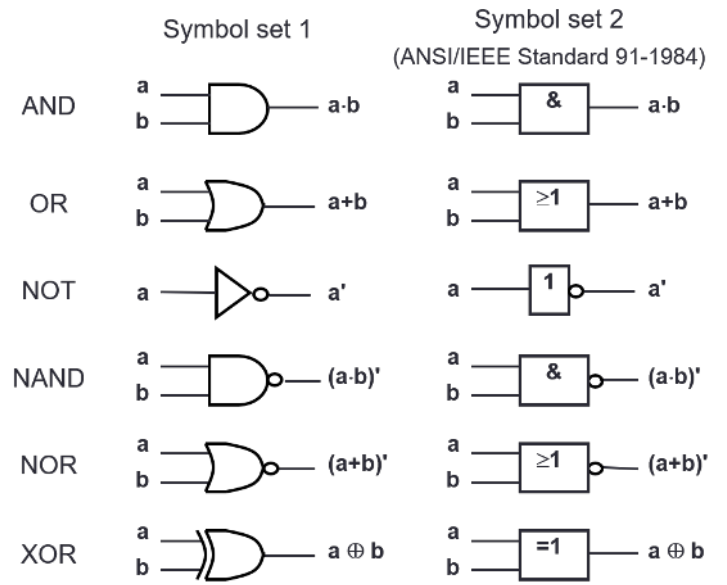 Symbol set 1
Symbol set 2
(ANSI/IEEE Standard 91-1984)
AND
a
b
a·b
a
b
&
a·b
OR
a
b
a+b
a
b
≥1
a+b
NOT
a
a'
a
1
a'
NAND
a
b
(a·b)'
a
b
&
(a·b)'
NOR
a
b
(a+b)'
a
b
≥1
(a+b)'
XOR
a
b
a ⊕ b
a
b
=1
a ⊕ b